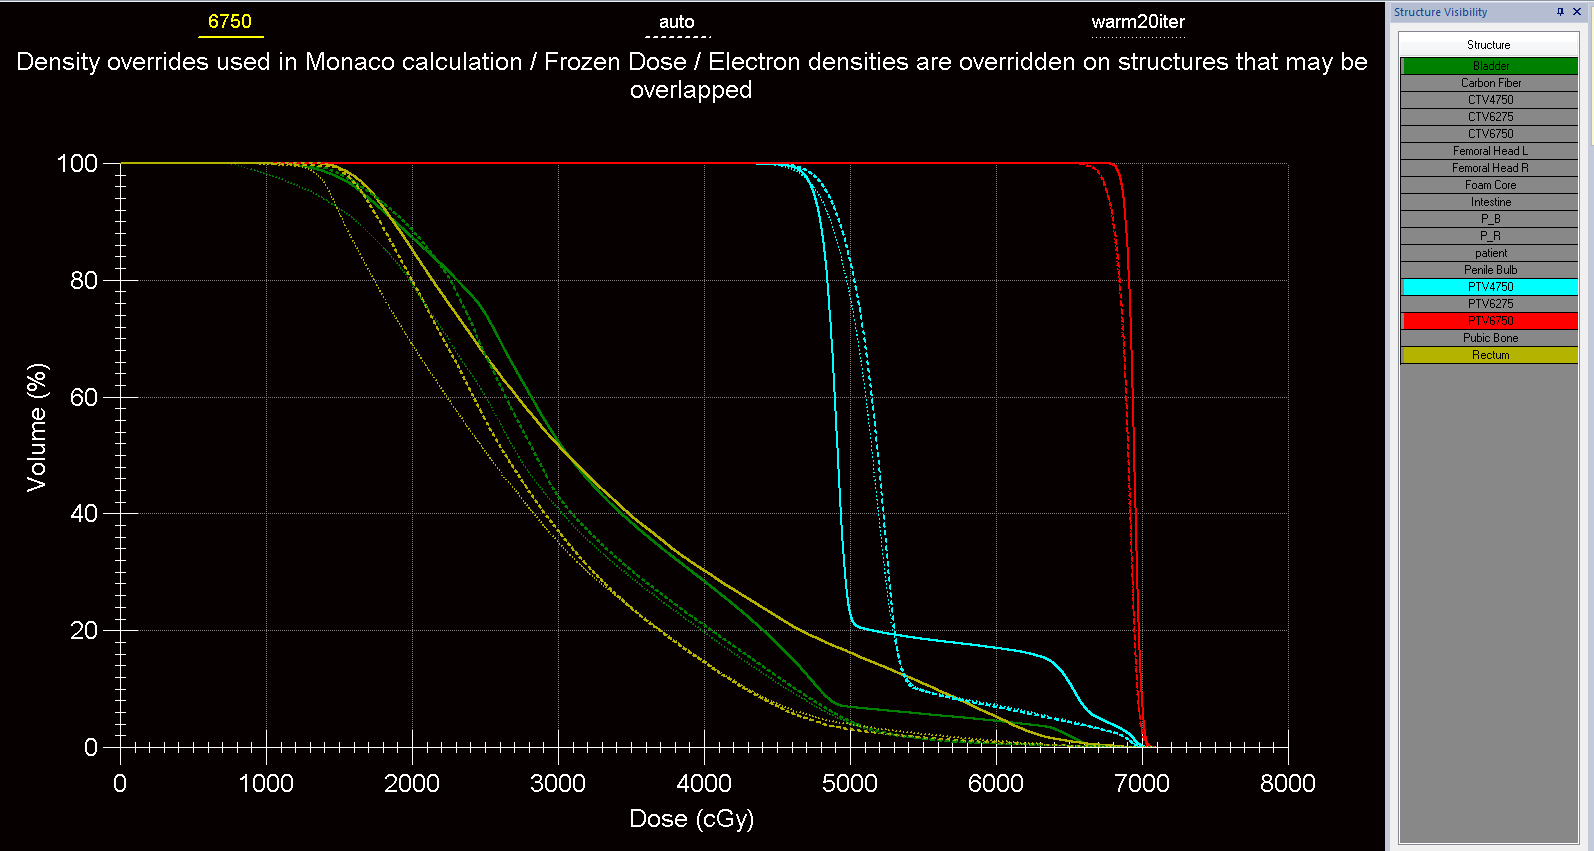 6750 auto warm20iter
Density overrides used in Monaco calculation / Frozen Dose / Electron densities are overridden on structures that may be
overlapped
100
80
60
40
20
0
Volume (%)
0 1000 2000 3000 4000 5000 6000 7000 8000
Dose (cGy)
Structure Visibility
Structure
Bladder
Carbon Fiber
CTV4750
CTV6275
CTV6750
Femoral Head L
Femoral Head R
Foam Core
Intestine
P_B
P_R
patient
Penile Bulb
PTV4750
PTV6275
PTV6750
Pubic Bone
Rectum